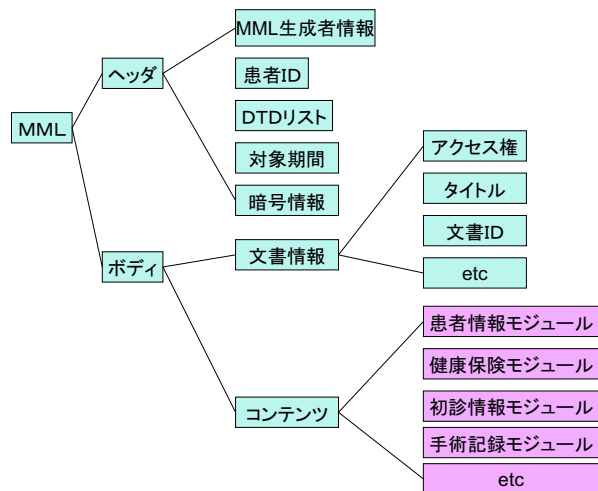 MML
ヘッダ
MML生成者情報
患者ID
DTDリスト
対象期間
暗号情報
ボディ
文書情報
アクセス権
タイトル
文書ID
etc
コンテンツ
患者情報モジュール
健康保険モジュール
初診情報モジュール
手術記録モジュール
etc